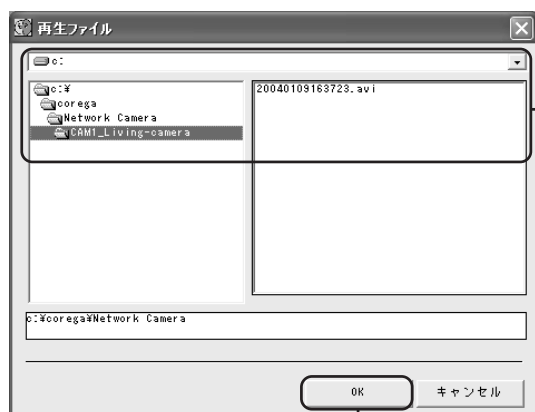 再生ファイル
c:
c:¥
corega
Network Camera
CAM1_Living-camera
20040109163723.avi
c:¥corega¥Network Camera
OK
キャンセル